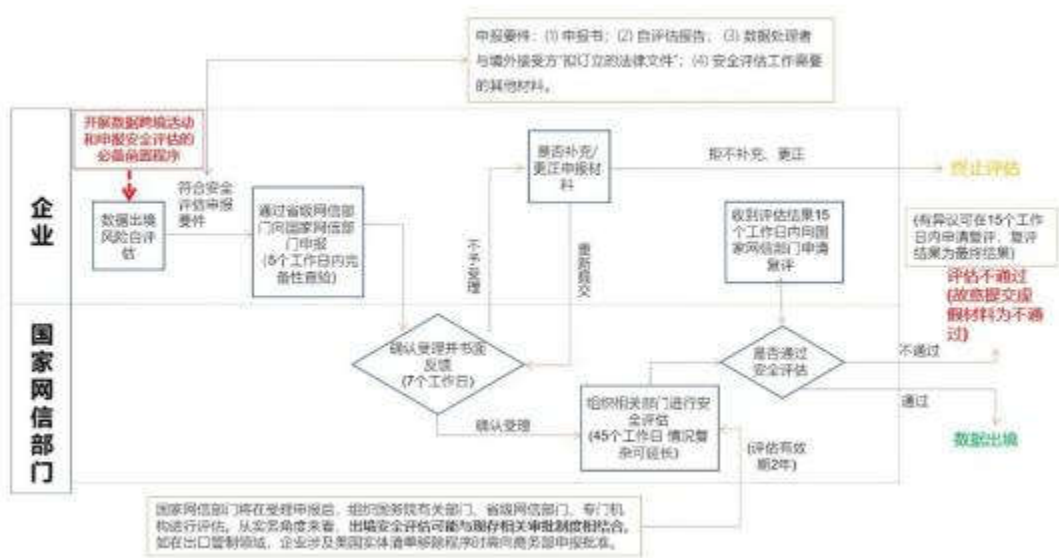 申报要件：(1) 申报书；(2) 自评估报告；(3) 数据处理者
与境外接受方“拟订立的法律文件”；(4) 安全评估工作需要
的其他材料。
开展数据跨境活动
和申报安全评估的
必备前置程序
企业
数据出境
风险自评
估
符合安全
评估申报
要件
通过省级网信部
门向国家网信部
门申报
(5个工作日内完
备性查验)
不予受理
是否补充/
更正申报材
料
拒不补充、更正
终止评估
重新提交
收到评估结果15
个工作日内向国
家网信部门申请
复评
(有异议可在15个工作
日内申请复评，复评
结果为最终结果)
评估不通过
(故意提交虚
假材料为不通
过)
国家网信部门
确认受理并书面
反馈
(7个工作日)
确认受理
组织相关部门进行安
全评估
(45个工作日 情况复
杂可延长)
是否通过
安全评估
不通过
通过
数据出境
(评估有效
期2年)
国家网信部门将在受理申报后，组织国务院有关部门、省级网信部门、专门机
构进行评估。从实务角度来看，出境安全评估可能与现存相关审批制度相结合，
如在出口管制领域，企业涉及美国实体清单移除程序时需向商务部申报批准。